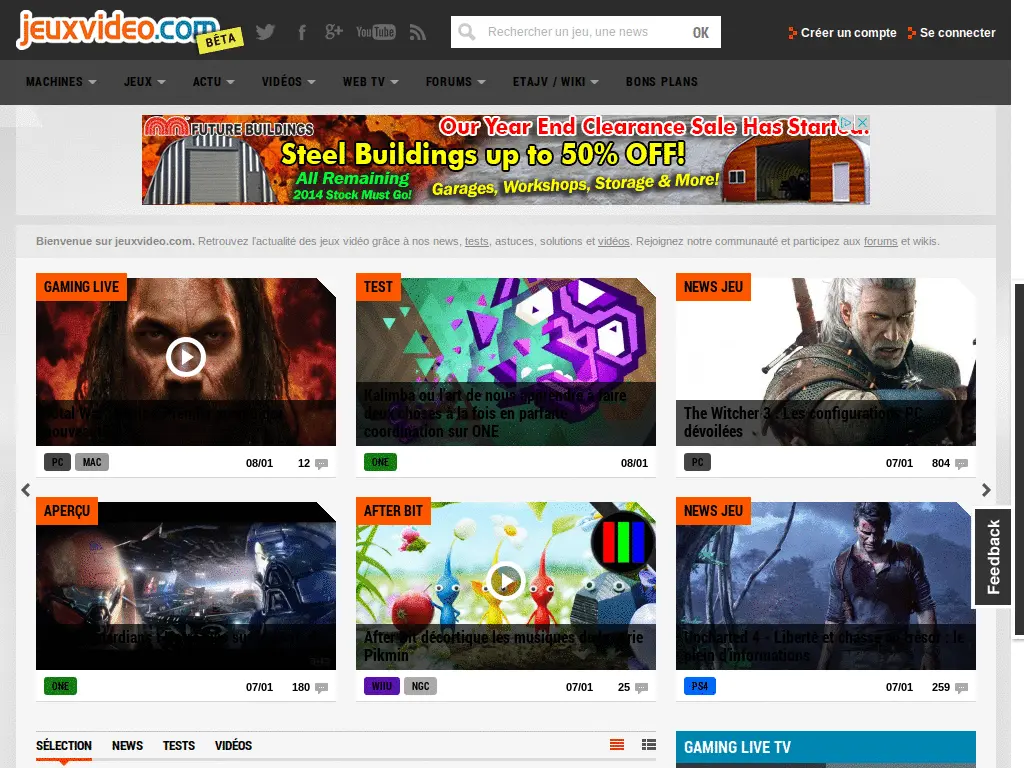 jeuxvideo.com
BÊTA
You Tube
Rechercher un jeu, une news
OK
Créer un compte
Se connecter
MACHINES JEUX ACTU VIDÉOS WEB TV FORUMS ETAJV / WIKI BONS PLANS
FUTURE BUILDINGS
Our Year End Clearance Sale Has Started.
Steel Buildings up to 50% OFF!
All Remaining
2014 Stock Must Go!
Garages, Workshops, Storage & More!
Bienvenue sur jeuxvideo.com. Retrouvez l'actualité des jeux vidéo grâce à nos news, tests, astuces, solutions et vidéos. Rejoignez notre communauté et participez aux forums et wikis.
GAMING LIVE
PC MAC 08/01 12
TEST
Kalimba ou l'art de nous apprendre à faire
deux choses à la fois en parfaite
coordination sur ONE
ONE 08/01
NEWS JEU
The Witcher 3 : Les configurations PC
dévoilées
PC 07/01 804
APERÇU
ONE 07/01 180
AFTER BIT
After Bit décortique les musiques de la série
Pikmin
WIIU NGC 07/01 25
NEWS JEU
Uncharted 4 - Liberté et chasse au trésor : le
plein d'informations
PS4 07/01 259
Feedback
SÉLECTION NEWS TESTS VIDÉOS
GAMING LIVE TV